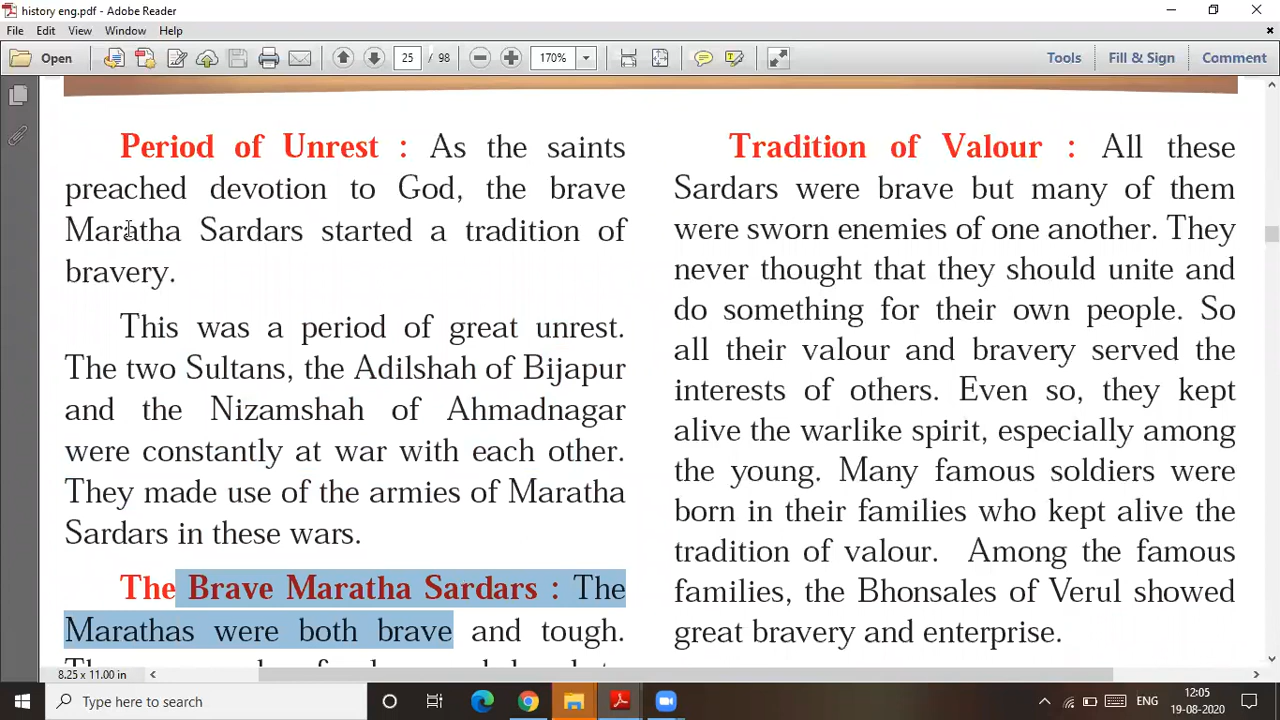 history eng.pdf - Adobe Reader
File Edit View Window Help
Open 25 / 98 170% Tools Fill & Sign Comment
Period of Unrest : As the saints
preached devotion to God, the brave
Maratha Sardars started a tradition of
bravery.
This was a period of great unrest.
The two Sultans, the Adilshah of Bijapur
and the Nizamshah of Ahmadnagar
were constantly at war with each other.
They made use of the armies of Maratha
Sardars in these wars.
The Brave Maratha Sardars : The
Marathas were both brave and tough.
Tradition of Valour : All these
Sardars were brave but many of them
were sworn enemies of one another. They
never thought that they should unite and
do something for their own people. So
all their valour and bravery served the
interests of others. Even so, they kept
alive the warlike spirit, especially among
the young. Many famous soldiers were
born in their families who kept alive the
tradition of valour. Among the famous
families, the Bhonsales of Verul showed
great bravery and enterprise.
8.25 x 11.00 in
Type here to search
ENG
12:05
19-08-2020